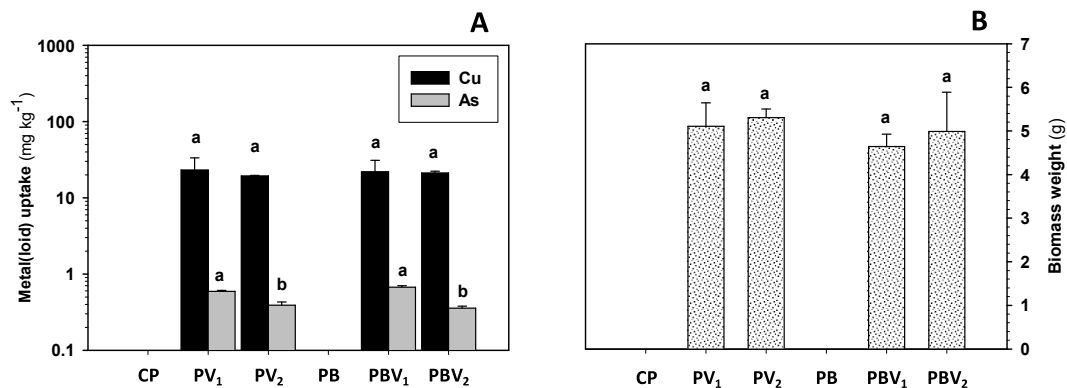 A
Metal(loid) uptake (mg kg⁻¹)
1000
100
10
1
0.1
Cu
As
a
a
a
a
a
b
a
b
CP PV₁ PV₂ PB PBV₁ PBV₂
B
7
6
5
4
3
2
1
0
Biomass weight (g)
a
a
a
a
CP PV₁ PV₂ PB PBV₁ PBV₂